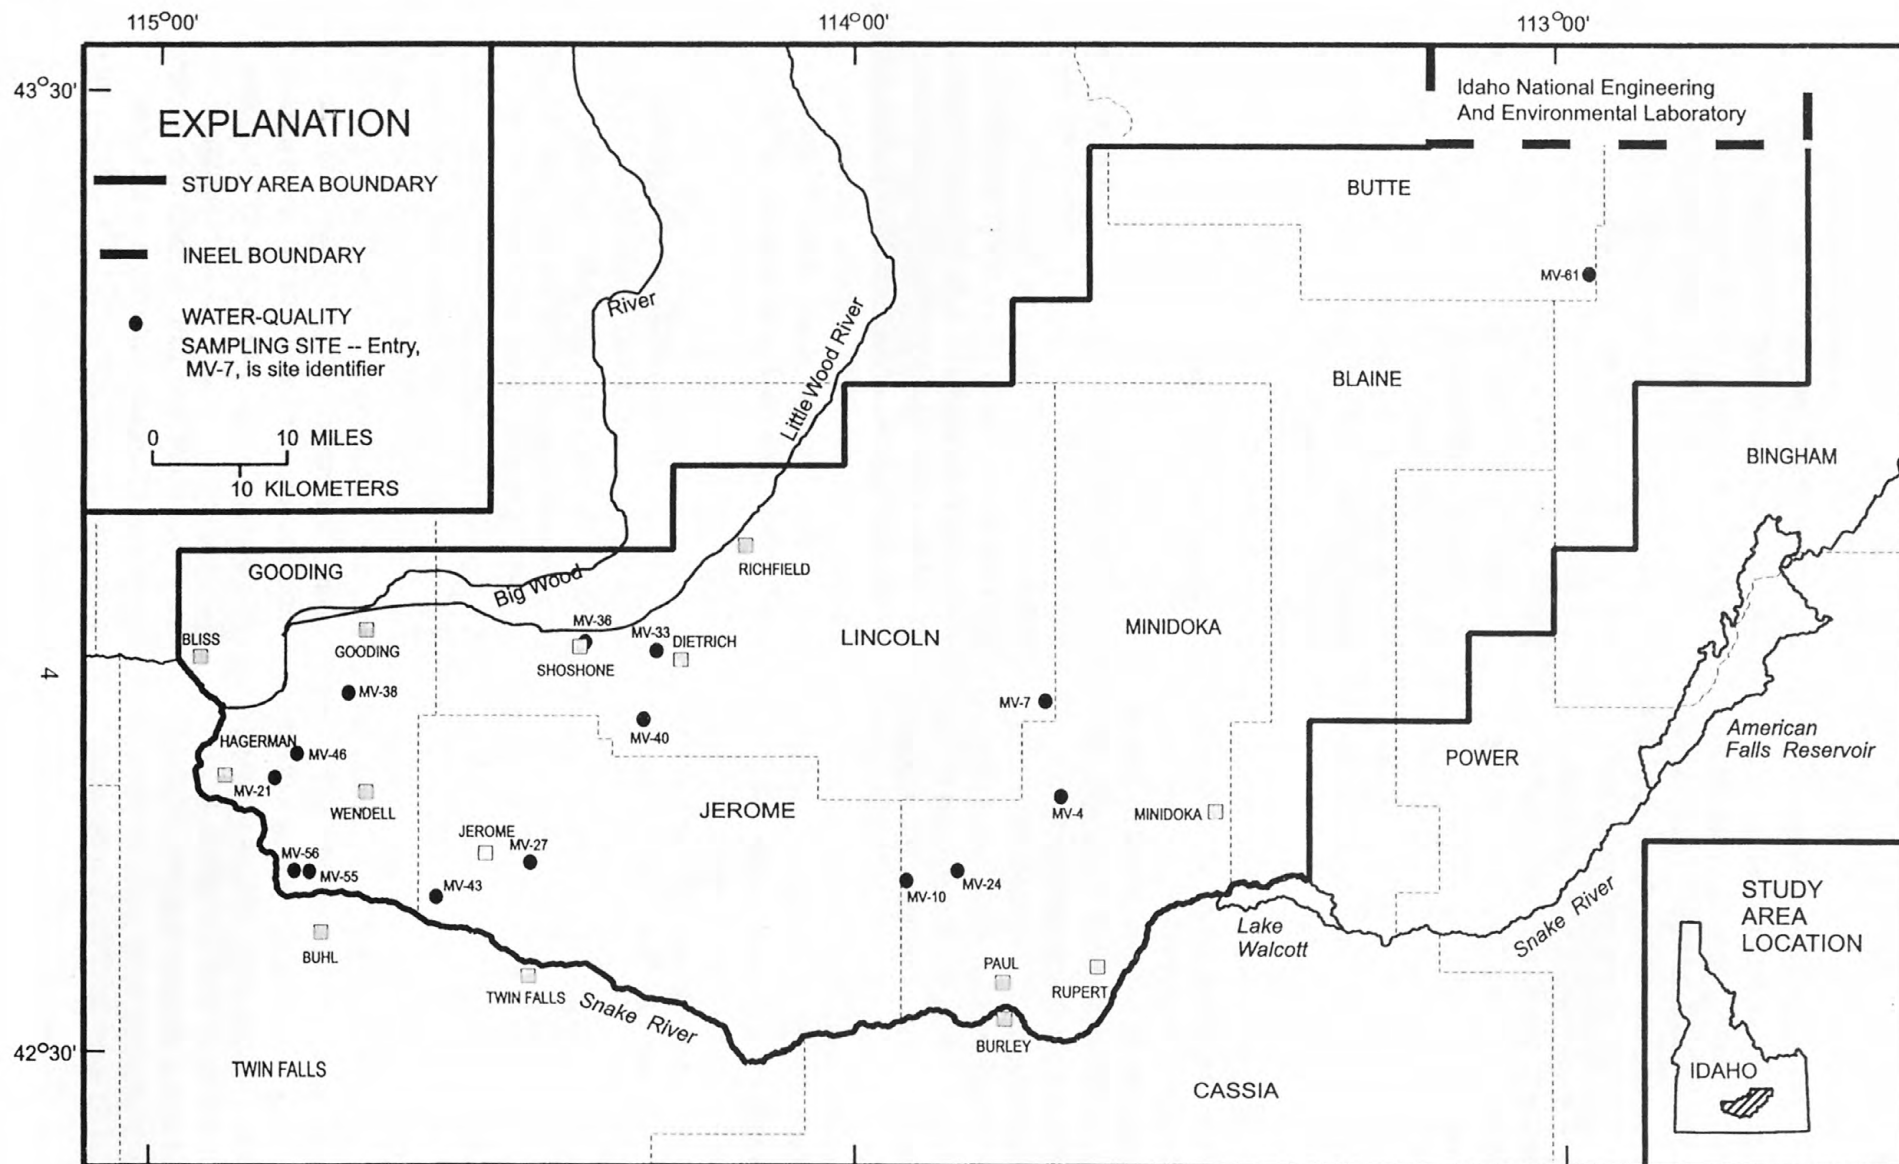 115°00'
114°00'
113°00'
43°30'
EXPLANATION
STUDY AREA BOUNDARY
INEEL BOUNDARY
WATER-QUALITY
SAMPLING SITE -- Entry,
MV-7, is site identifier
0 10 MILES
10 KILOMETERS
Idaho National Engineering
And Environmental Laboratory
BUTTE
MV-61
River
Little Wood River
BLAINE
BINGHAM
GOODING
Big Wood
RICHFIELD
BLISS
GOODING
MV-36
SHOSHONE
MV-33
DIETRICH
LINCOLN
MINIDOKA
4
MV-38
MV-7
MV-40
HAGERMAN
MV-46
MV-21
WENDELL
JEROME
POWER
American
Falls Reservoir
MV-4
MINIDOKA
JEROME
MV-27
MV-56
MV-55
MV-43
MV-10
MV-24
BUHL
Lake
Walcott
Snake River
STUDY
AREA
LOCATION
PAUL
RUPERT
TWIN FALLS
Snake River
BURLEY
42°30'
TWIN FALLS
CASSIA
IDAHO